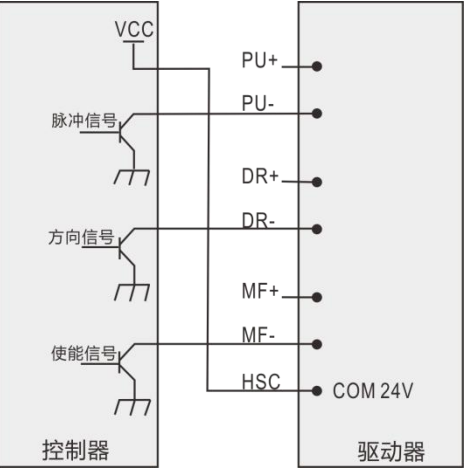 VCC
PU+
PU-
脉冲信号
DR+
DR-
方向信号
MF+
MF-
使能信号
HSC
COM 24V
控制器
驱动器